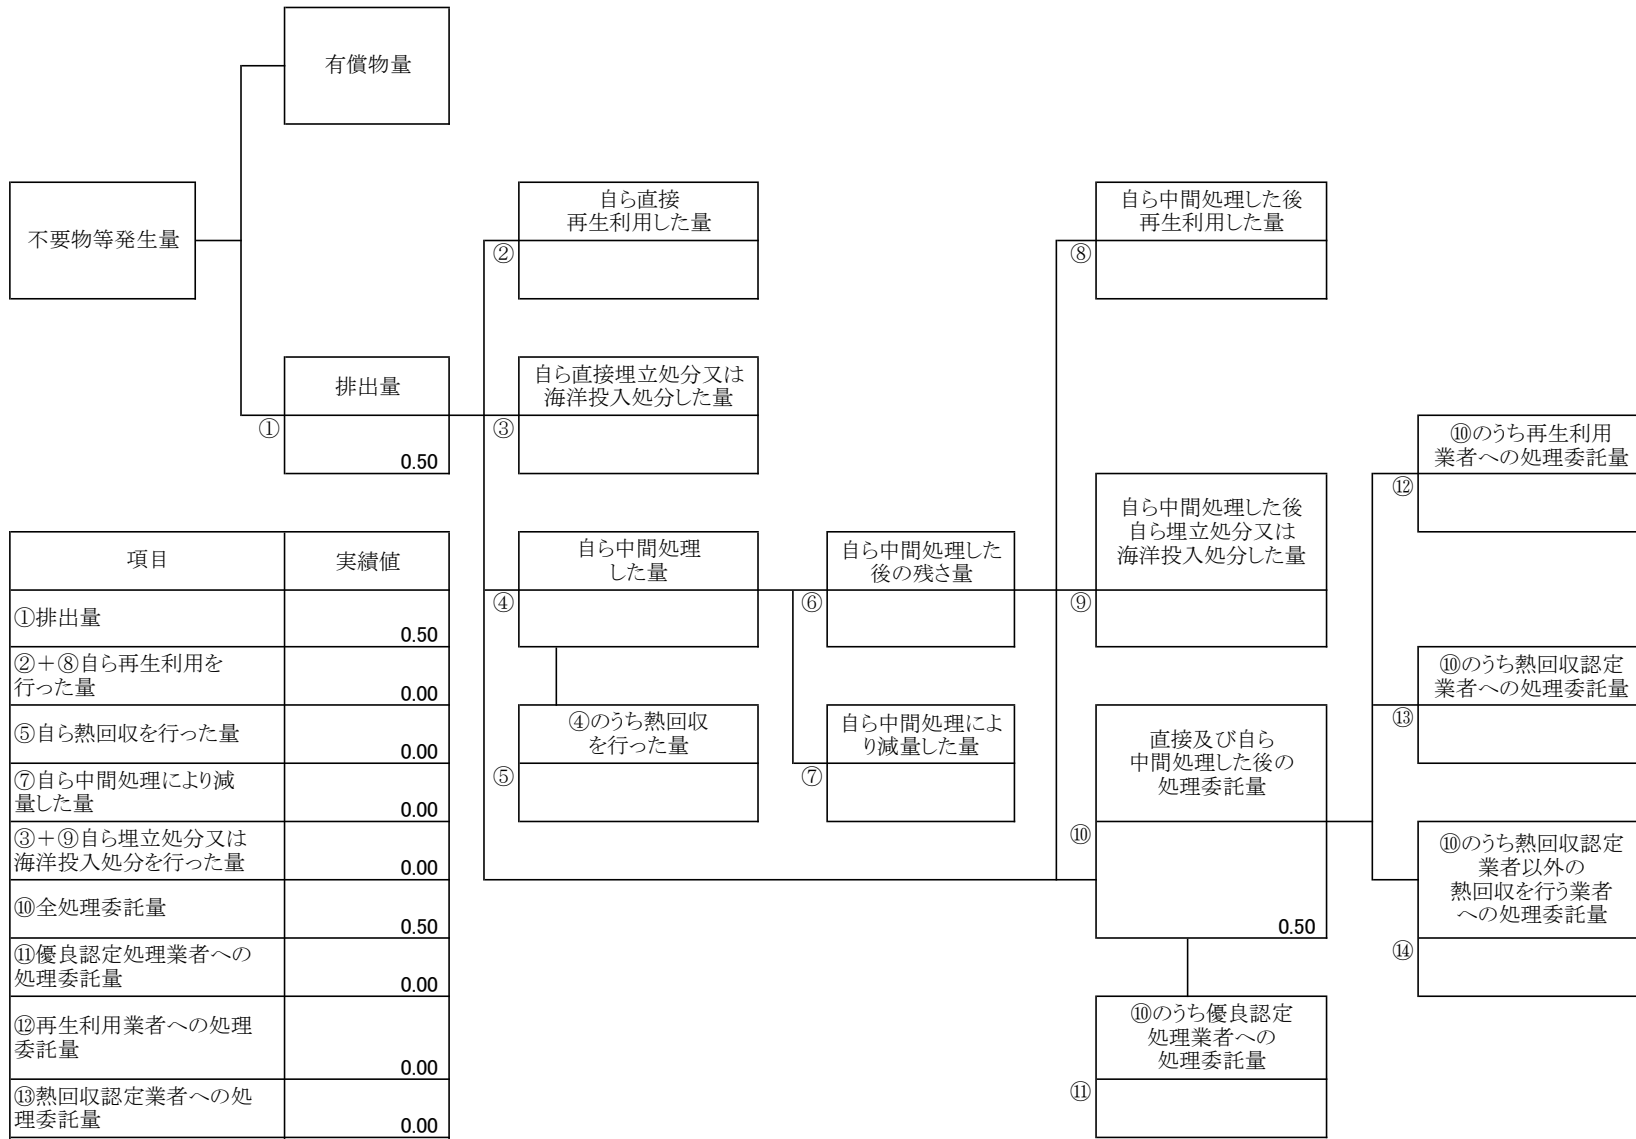 有償物量
不要物等発生量
自ら直接
再生利用した量
②
自ら中間処理した後
再生利用した量
⑧
排出量
①
0.50
自ら直接埋立処分又は
海洋投入処分した量
③
⑩のうち再生利用
業者への処理委託量
⑫
自ら中間処理
した量
④
自ら中間処理した
後の残さ量
⑥
自ら中間処理した後
自ら埋立処分又は
海洋投入処分した量
⑨
⑩のうち熱回収認定
業者への処理委託量
⑬
④のうち熱回収
を行った量
⑤
自ら中間処理によ
り減量した量
⑦
直接及び自ら
中間処理した後の
処理委託量
⑩
0.50
⑩のうち熱回収認定
業者以外の
熱回収を行う業者
への処理委託量
⑭
⑩のうち優良認定
処理業者への
処理委託量
⑪
項目 実績値
①排出量
0.50
②+⑧自ら再生利用を
行った量
0.00
⑤自ら熱回収を行った量
0.00
⑦自ら中間処理により減
量した量
0.00
③+⑨自ら埋立処分又は
海洋投入処分を行った量
0.00
⑩全処理委託量
0.50
⑪優良認定処理業者への
処理委託量
0.00
⑫再生利用業者への処理
委託量
0.00
⑬熱回収認定業者への処
理委託量
0.00